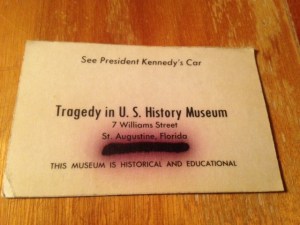 See President Kennedy's Car
Tragedy in U. S. History Museum
7 Williams Street
St. Augustine, Florida
THIS MUSEUM IS HISTORICAL AND EDUCATIONAL